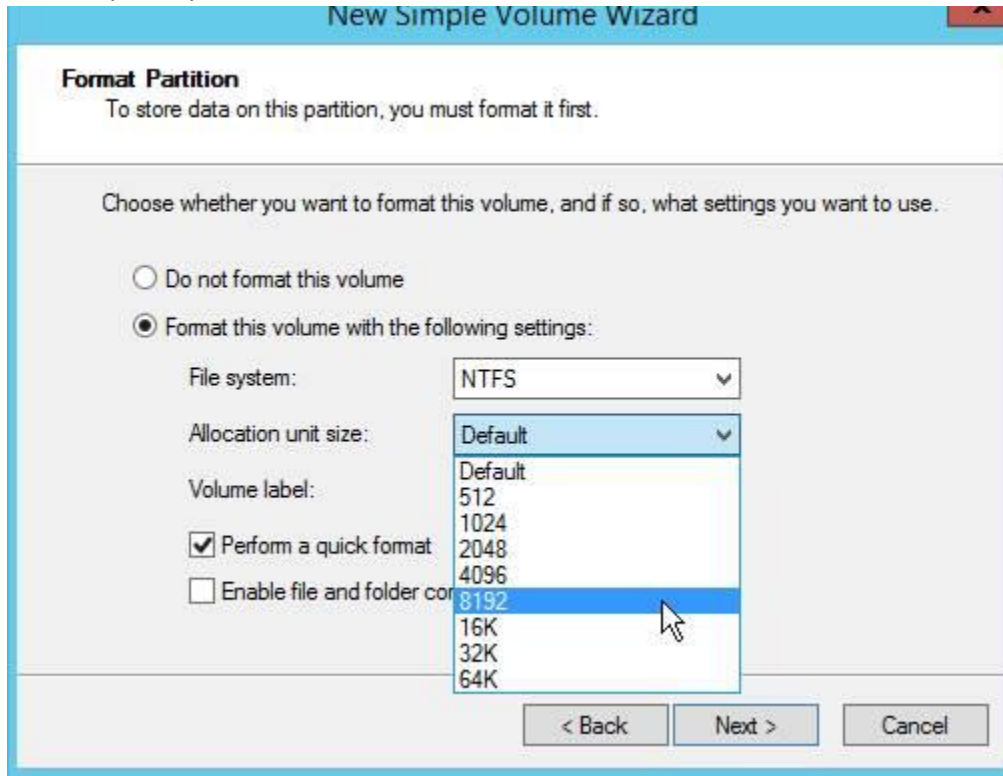 New Simple Volume Wizard
Format Partition
To store data on this partition, you must format it first.
Choose whether you want to format this volume, and if so, what settings you want to use.
Do not format this volume
Format this volume with the following settings:
File system: NTFS
Allocation unit size: Default
Default
Volume label:
512
1024
Perform a quick format
2048
4096
Enable file and folder
8192
16K
32K
64K
< Back Next > Cancel